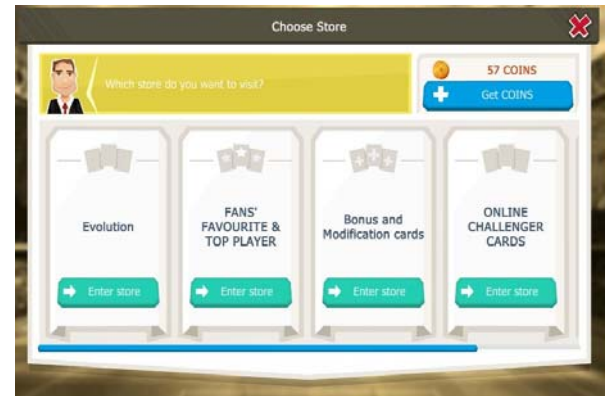 Choose Store
Which store do you want to visit?
57 COINS
Get COINS
Evolution
Enter store
FANS'
FAVOURITE &
TOP PLAYER
Enter store
Bonus and
Modification cards
Enter store
ONLINE
CHALLENGER
CARDS
Enter store